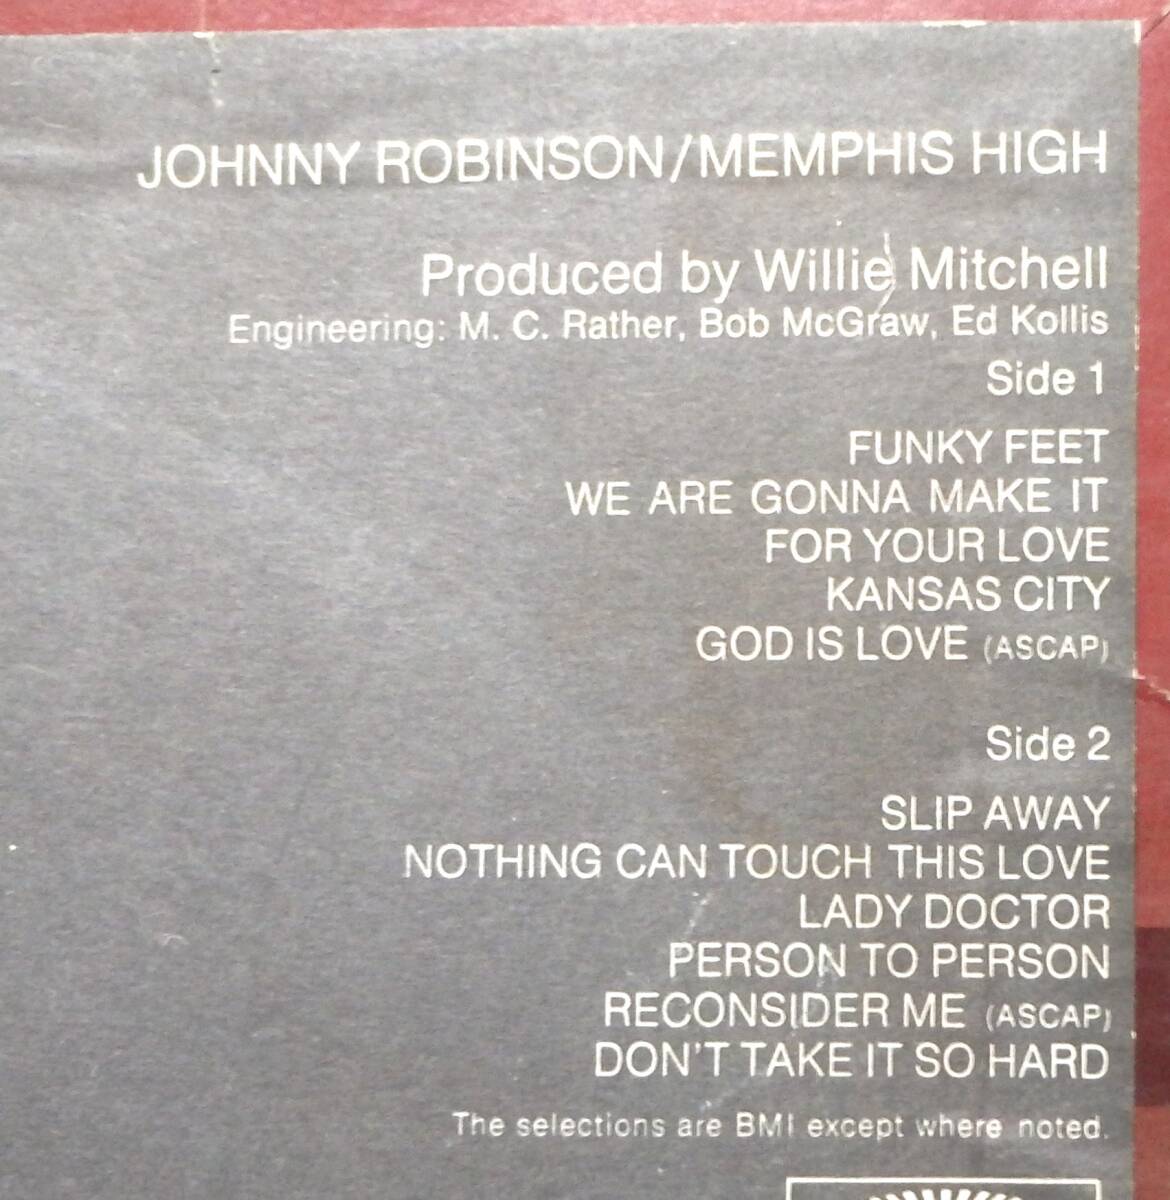 JOHNNY ROBINSON/MEMPHIS HIGH
Produced by Willie Mitchell
Engineering: M. C. Rather, Bob McGraw, Ed Kollis
Side 1
FUNKY FEET
WE ARE GONNA MAKE IT
FOR YOUR LOVE
KANSAS CITY
GOD IS LOVE (ASCAP)
Side 2
SLIP AWAY
NOTHING CAN TOUCH THIS LOVE
LADY DOCTOR
PERSON TO PERSON
RECONSIDER ME (ASCAP)
DON'T TAKE IT SO HARD
The selections are BMI except where noted.